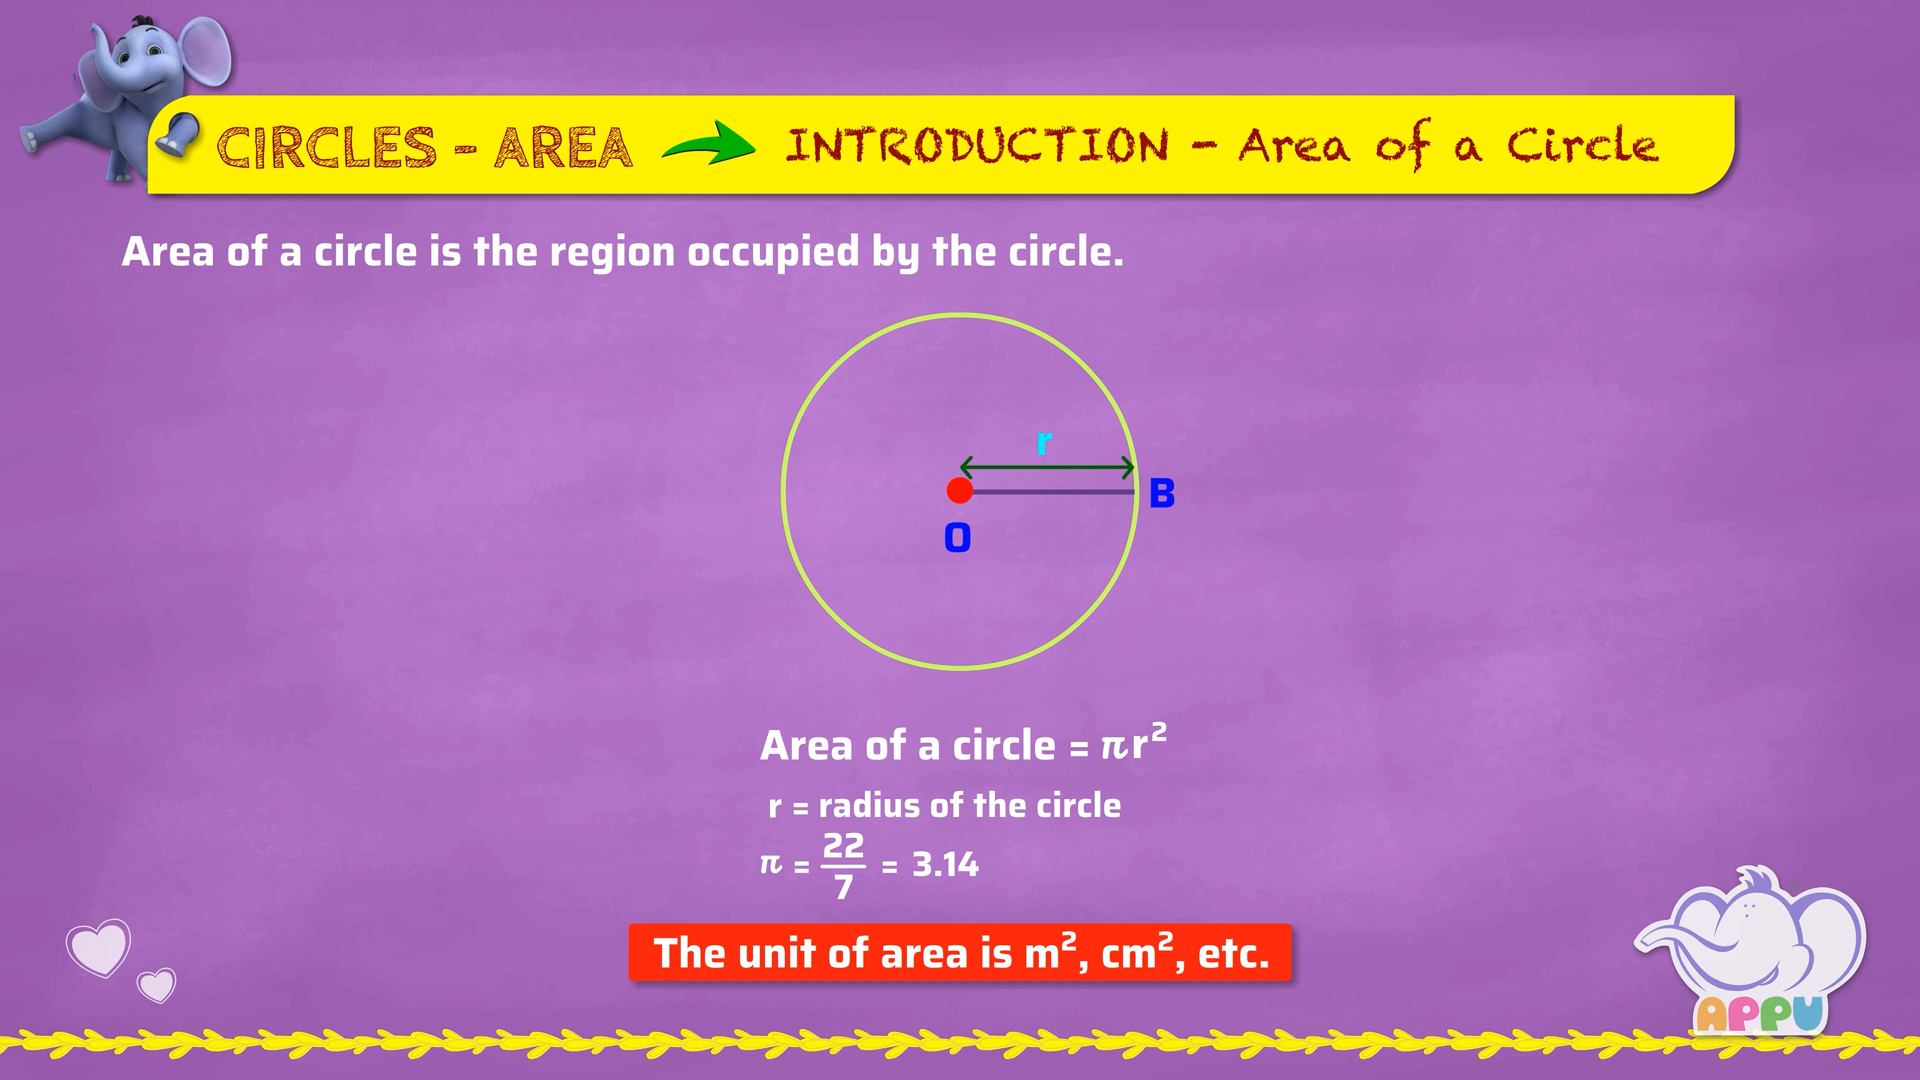 CIRCLES - AREA INTRODUCTION - Area of a Circle
Area of a circle is the region occupied by the circle.
r
B
O
Area of a circle = πr²
r = radius of the circle
π = 22/7 = 3.14
The unit of area is m², cm², etc.
APPU